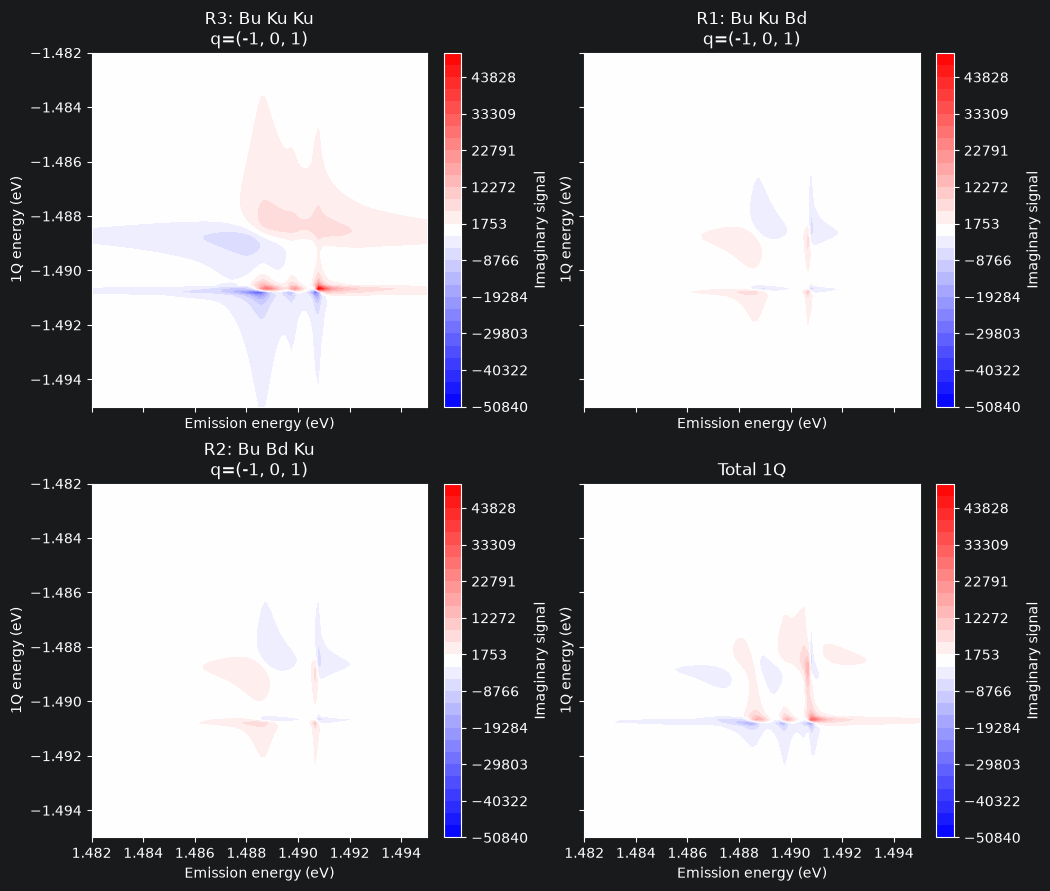 R3: Bu Ku Ku
q=(-1, 0, 1)
−1.482
−1.484
−1.486
−1.488
−1.490
−1.492
−1.494
1Q energy (eV)
Emission energy (eV)
43828
33309
22791
12272
1753
−8766
−19284
−29803
−40322
−50840
Imaginary signal
R1: Bu Ku Bd
q=(-1, 0, 1)
1Q energy (eV)
Emission energy (eV)
43828
33309
22791
12272
1753
−8766
−19284
−29803
−40322
−50840
Imaginary signal
R2: Bu Bd Ku
q=(-1, 0, 1)
−1.482
−1.484
−1.486
−1.488
−1.490
−1.492
−1.494
1Q energy (eV)
1.482 1.484 1.486 1.488 1.490 1.492 1.494
Emission energy (eV)
43828
33309
22791
12272
1753
−8766
−19284
−29803
−40322
−50840
Imaginary signal
Total 1Q
1Q energy (eV)
1.482 1.484 1.486 1.488 1.490 1.492 1.494
Emission energy (eV)
43828
33309
22791
12272
1753
−8766
−19284
−29803
−40322
−50840
Imaginary signal